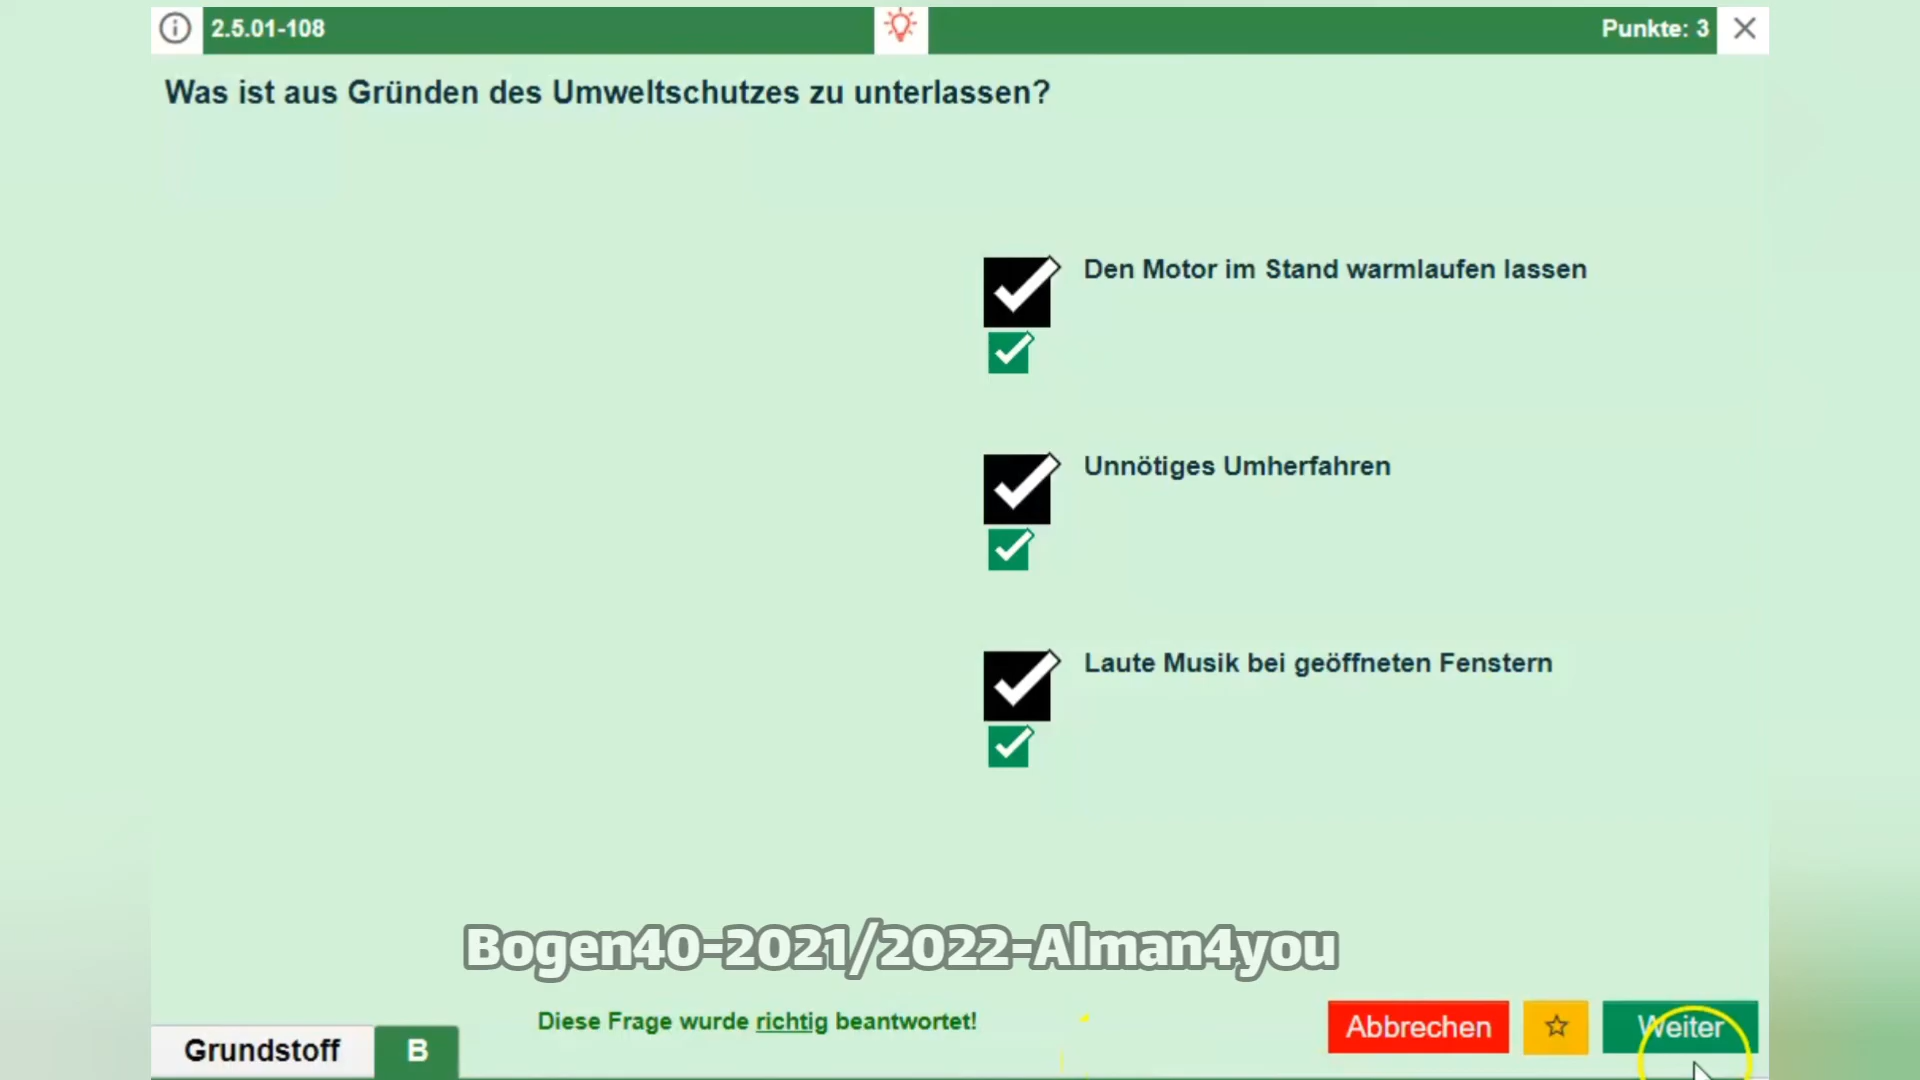 2.5.01-108
Punkte: 3
Was ist aus Gründen des Umweltschutzes zu unterlassen?
Den Motor im Stand warmlaufen lassen
Unnötiges Umherfahren
Laute Musik bei geöffneten Fenstern
Bogen40-2021/2022-Alman4you
Diese Frage wurde richtig beantwortet!
Abbrechen
Weiter
Grundstoff
B